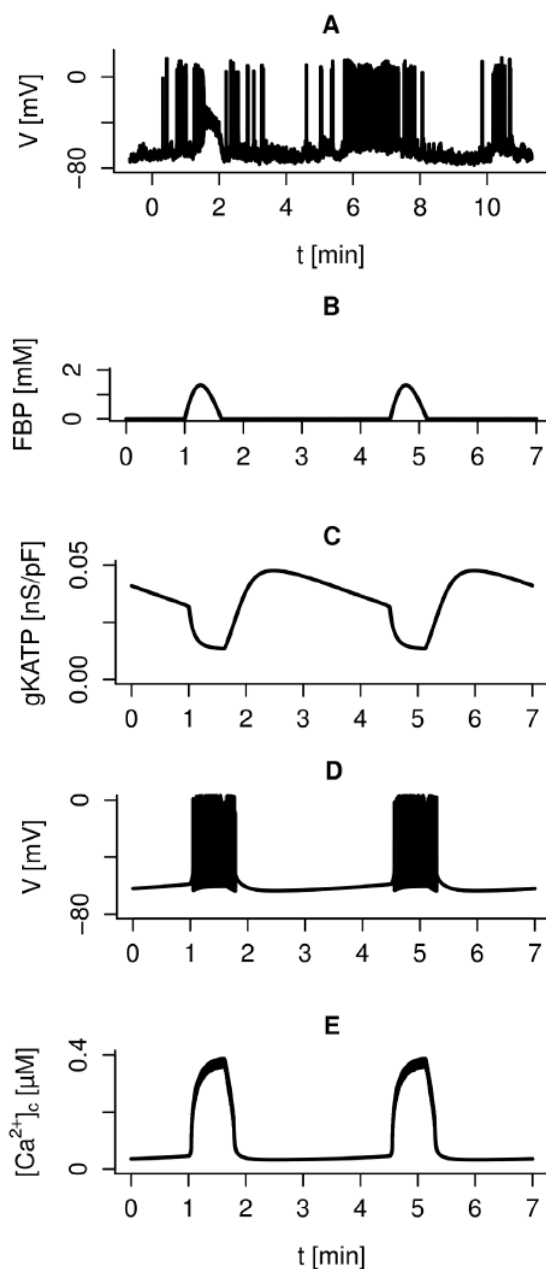 A
V [mV]
0
−80
0 2 4 6 8 10
t [min]
B
FBP [mM]
2
0
0 1 2 3 4 5 6 7
C
gKATP [nS/pF]
0.05
0.00
0 1 2 3 4 5 6 7
D
V [mV]
0
−80
0 1 2 3 4 5 6 7
E
[Ca²⁺]c [µM]
0.4
0
0 1 2 3 4 5 6 7
t [min]